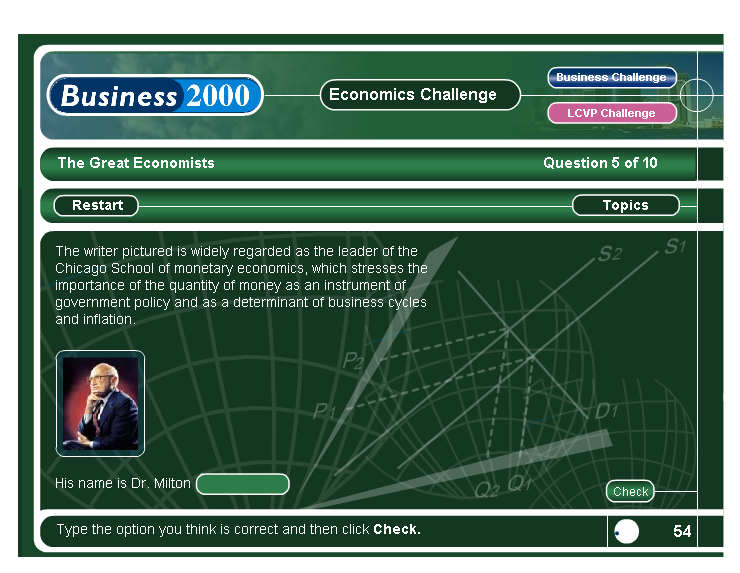 Business 2000
Economics Challenge
Business Challenge
LCVP Challenge
The Great Economists
Question 5 of 10
Restart
Topics
The writer pictured is widely regarded as the leader of the
Chicago School of monetary economics, which stresses the
importance of the quantity of money as an instrument of
government policy and as a determinant of business cycles
and inflation.
S2
S1
P2
P1
D1
Q2 Q1
His name is Dr. Milton
Check
Type the option you think is correct and then click Check.
54